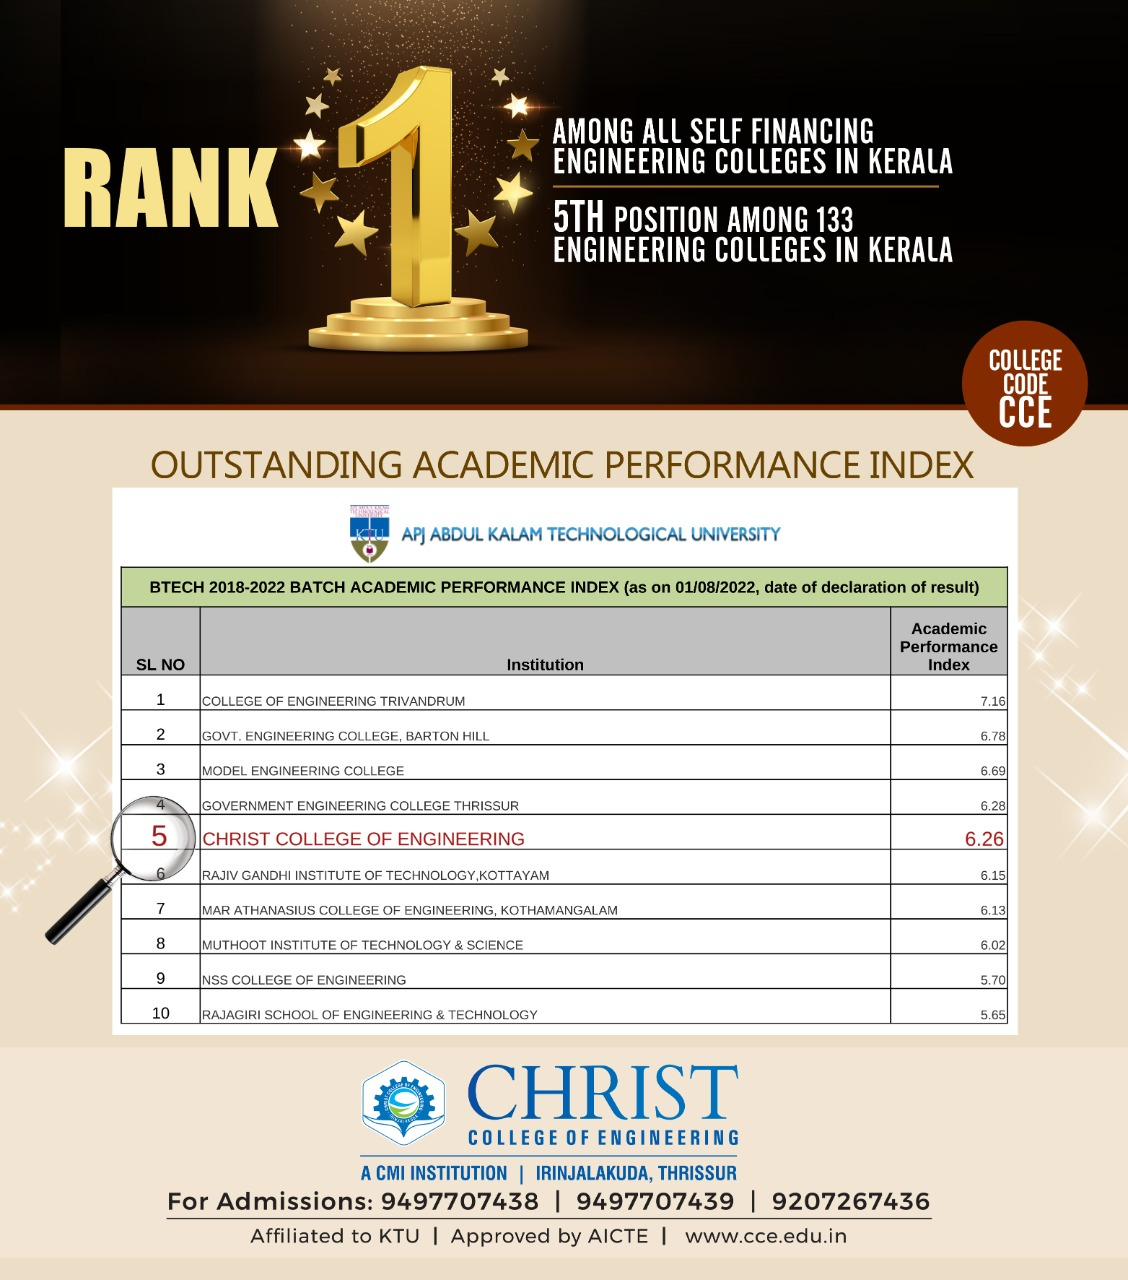 RANK 1
AMONG ALL SELF FINANCING
ENGINEERING COLLEGES IN KERALA
5TH POSITION AMONG 133
ENGINEERING COLLEGES IN KERALA
COLLEGE
CODE
CCE
OUTSTANDING ACADEMIC PERFORMANCE INDEX
KTU
APJ ABDUL KALAM TECHNOLOGICAL UNIVERSITY
BTECH 2018-2022 BATCH ACADEMIC PERFORMANCE INDEX (as on 01/08/2022, date of declaration of result)
SL NO Institution Academic Performance Index
1 COLLEGE OF ENGINEERING TRIVANDRUM 7.16
2 GOVT. ENGINEERING COLLEGE, BARTON HILL 6.78
3 MODEL ENGINEERING COLLEGE 6.69
4 GOVERNMENT ENGINEERING COLLEGE THRISSUR 6.28
5 CHRIST COLLEGE OF ENGINEERING 6.26
6 RAJIV GANDHI INSTITUTE OF TECHNOLOGY,KOTTAYAM 6.15
7 MAR ATHANASIUS COLLEGE OF ENGINEERING, KOTHAMANGALAM 6.13
8 MUTHOOT INSTITUTE OF TECHNOLOGY & SCIENCE 6.02
9 NSS COLLEGE OF ENGINEERING 5.70
10 RAJAGIRI SCHOOL OF ENGINEERING & TECHNOLOGY 5.65
CHRIST
COLLEGE OF ENGINEERING
A CMI INSTITUTION | IRINJALAKUDA, THRISSUR
For Admissions: 9497707438 | 9497707439 | 9207267436
Affiliated to KTU | Approved by AICTE | www.cce.edu.in